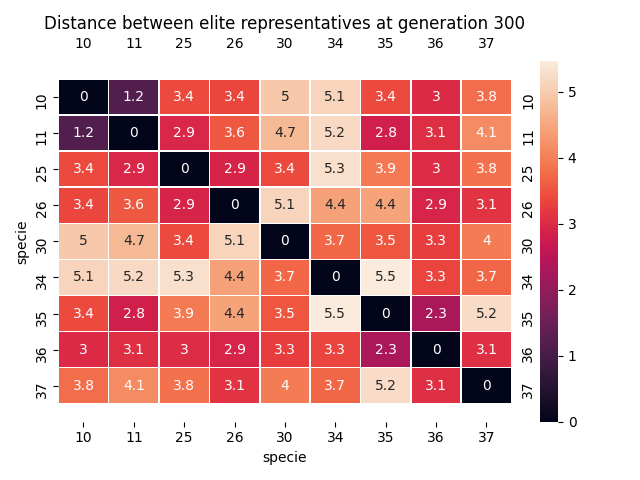 Distance between elite representatives at generation 300
10 11 25 26 30 34 35 36 37
10 0 1.2 3.4 3.4 5 5.1 3.4 3 3.8 10
11 1.2 0 2.9 3.6 4.7 5.2 2.8 3.1 4.1 11
25 3.4 2.9 0 2.9 3.4 5.3 3.9 3 3.8 25
26 3.4 3.6 2.9 0 5.1 4.4 4.4 2.9 3.1 26
30 5 4.7 3.4 5.1 0 3.7 3.5 3.3 4 30
34 5.1 5.2 5.3 4.4 3.7 0 5.5 3.3 3.7 34
35 3.4 2.8 3.9 4.4 3.5 5.5 0 2.3 5.2 35
36 3 3.1 3 2.9 3.3 3.3 2.3 0 3.1 36
37 3.8 4.1 3.8 3.1 4 3.7 5.2 3.1 0 37
10 11 25 26 30 34 35 36 37
specie
specie
5
4
3
2
1
0